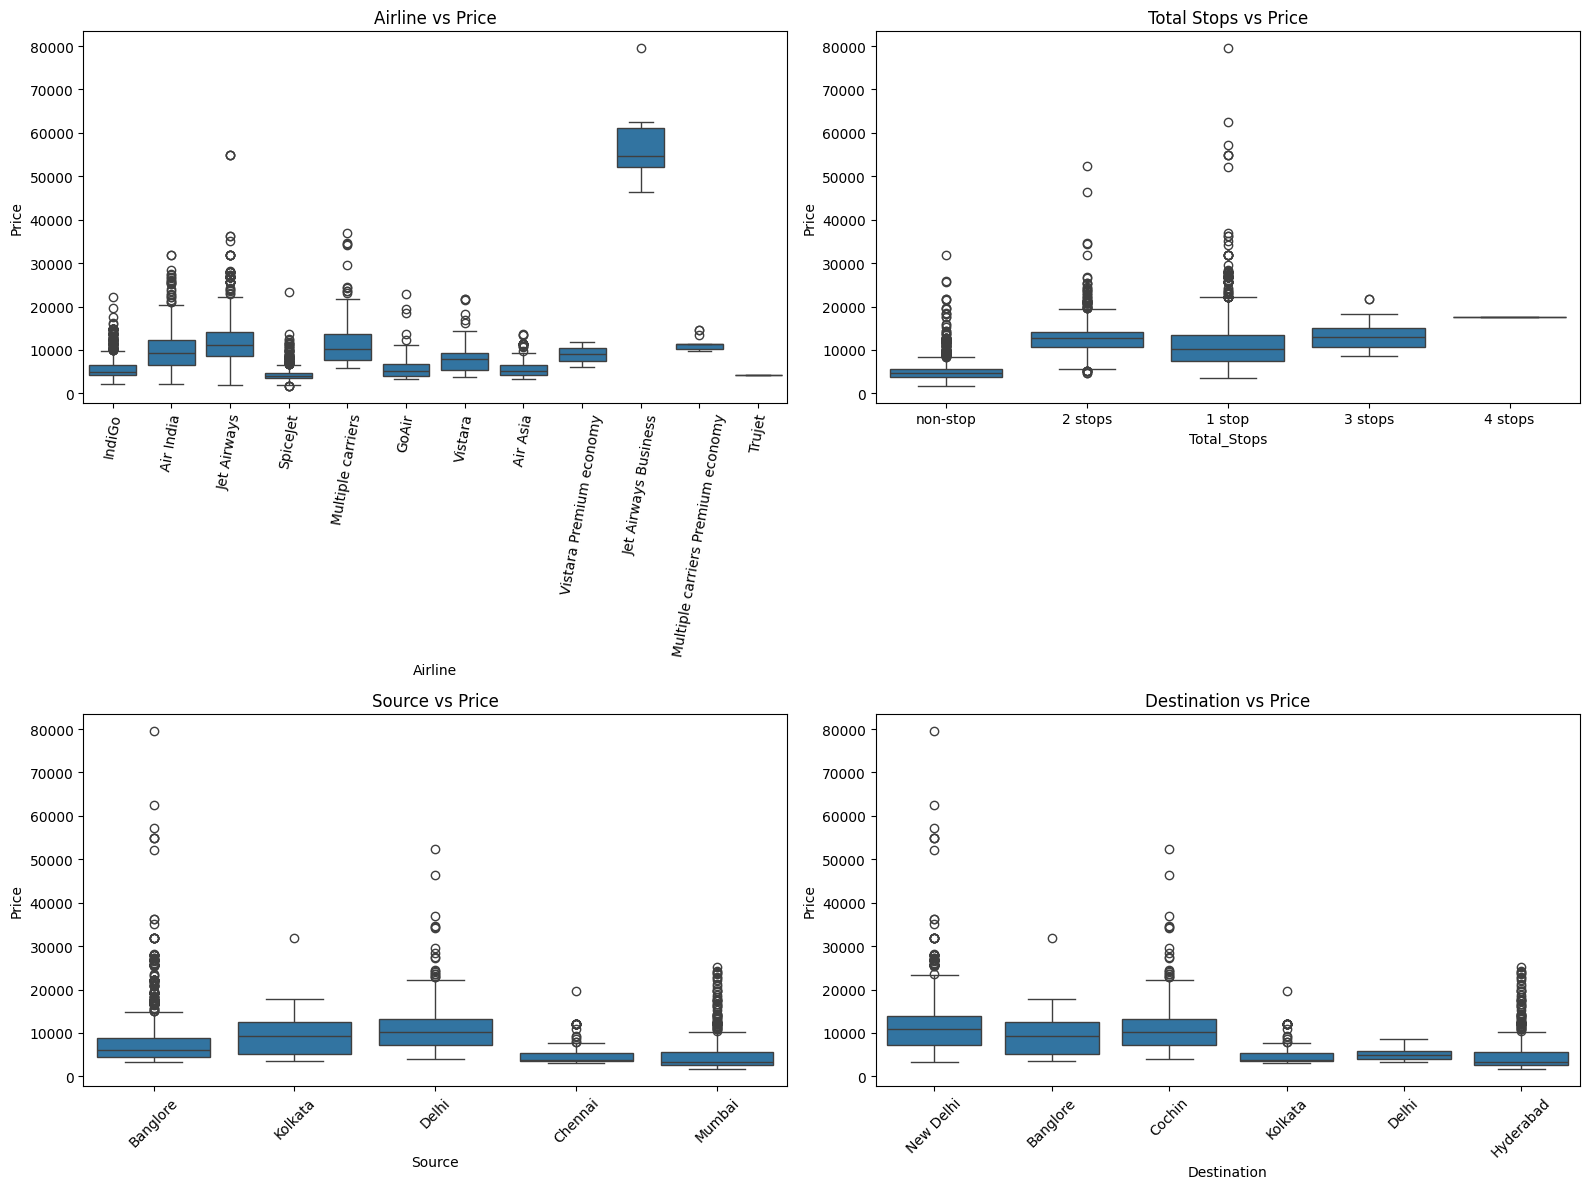 Airline vs Price
80000
70000
60000
50000
40000
30000
20000
10000
0
Price
IndiGo
Air India
Jet Airways
SpiceJet
Multiple carriers
GoAir
Vistara
Air Asia
Vistara Premium economy
Jet Airways Business
Multiple carriers Premium economy
Trujet
Airline
Total Stops vs Price
80000
70000
60000
50000
40000
30000
20000
10000
0
Price
non-stop
2 stops
1 stop
3 stops
4 stops
Total_Stops
Source vs Price
80000
70000
60000
50000
40000
30000
20000
10000
0
Price
Banglore
Kolkata
Delhi
Chennai
Mumbai
Source
Destination vs Price
80000
70000
60000
50000
40000
30000
20000
10000
0
Price
New Delhi
Banglore
Cochin
Kolkata
Delhi
Hyderabad
Destination